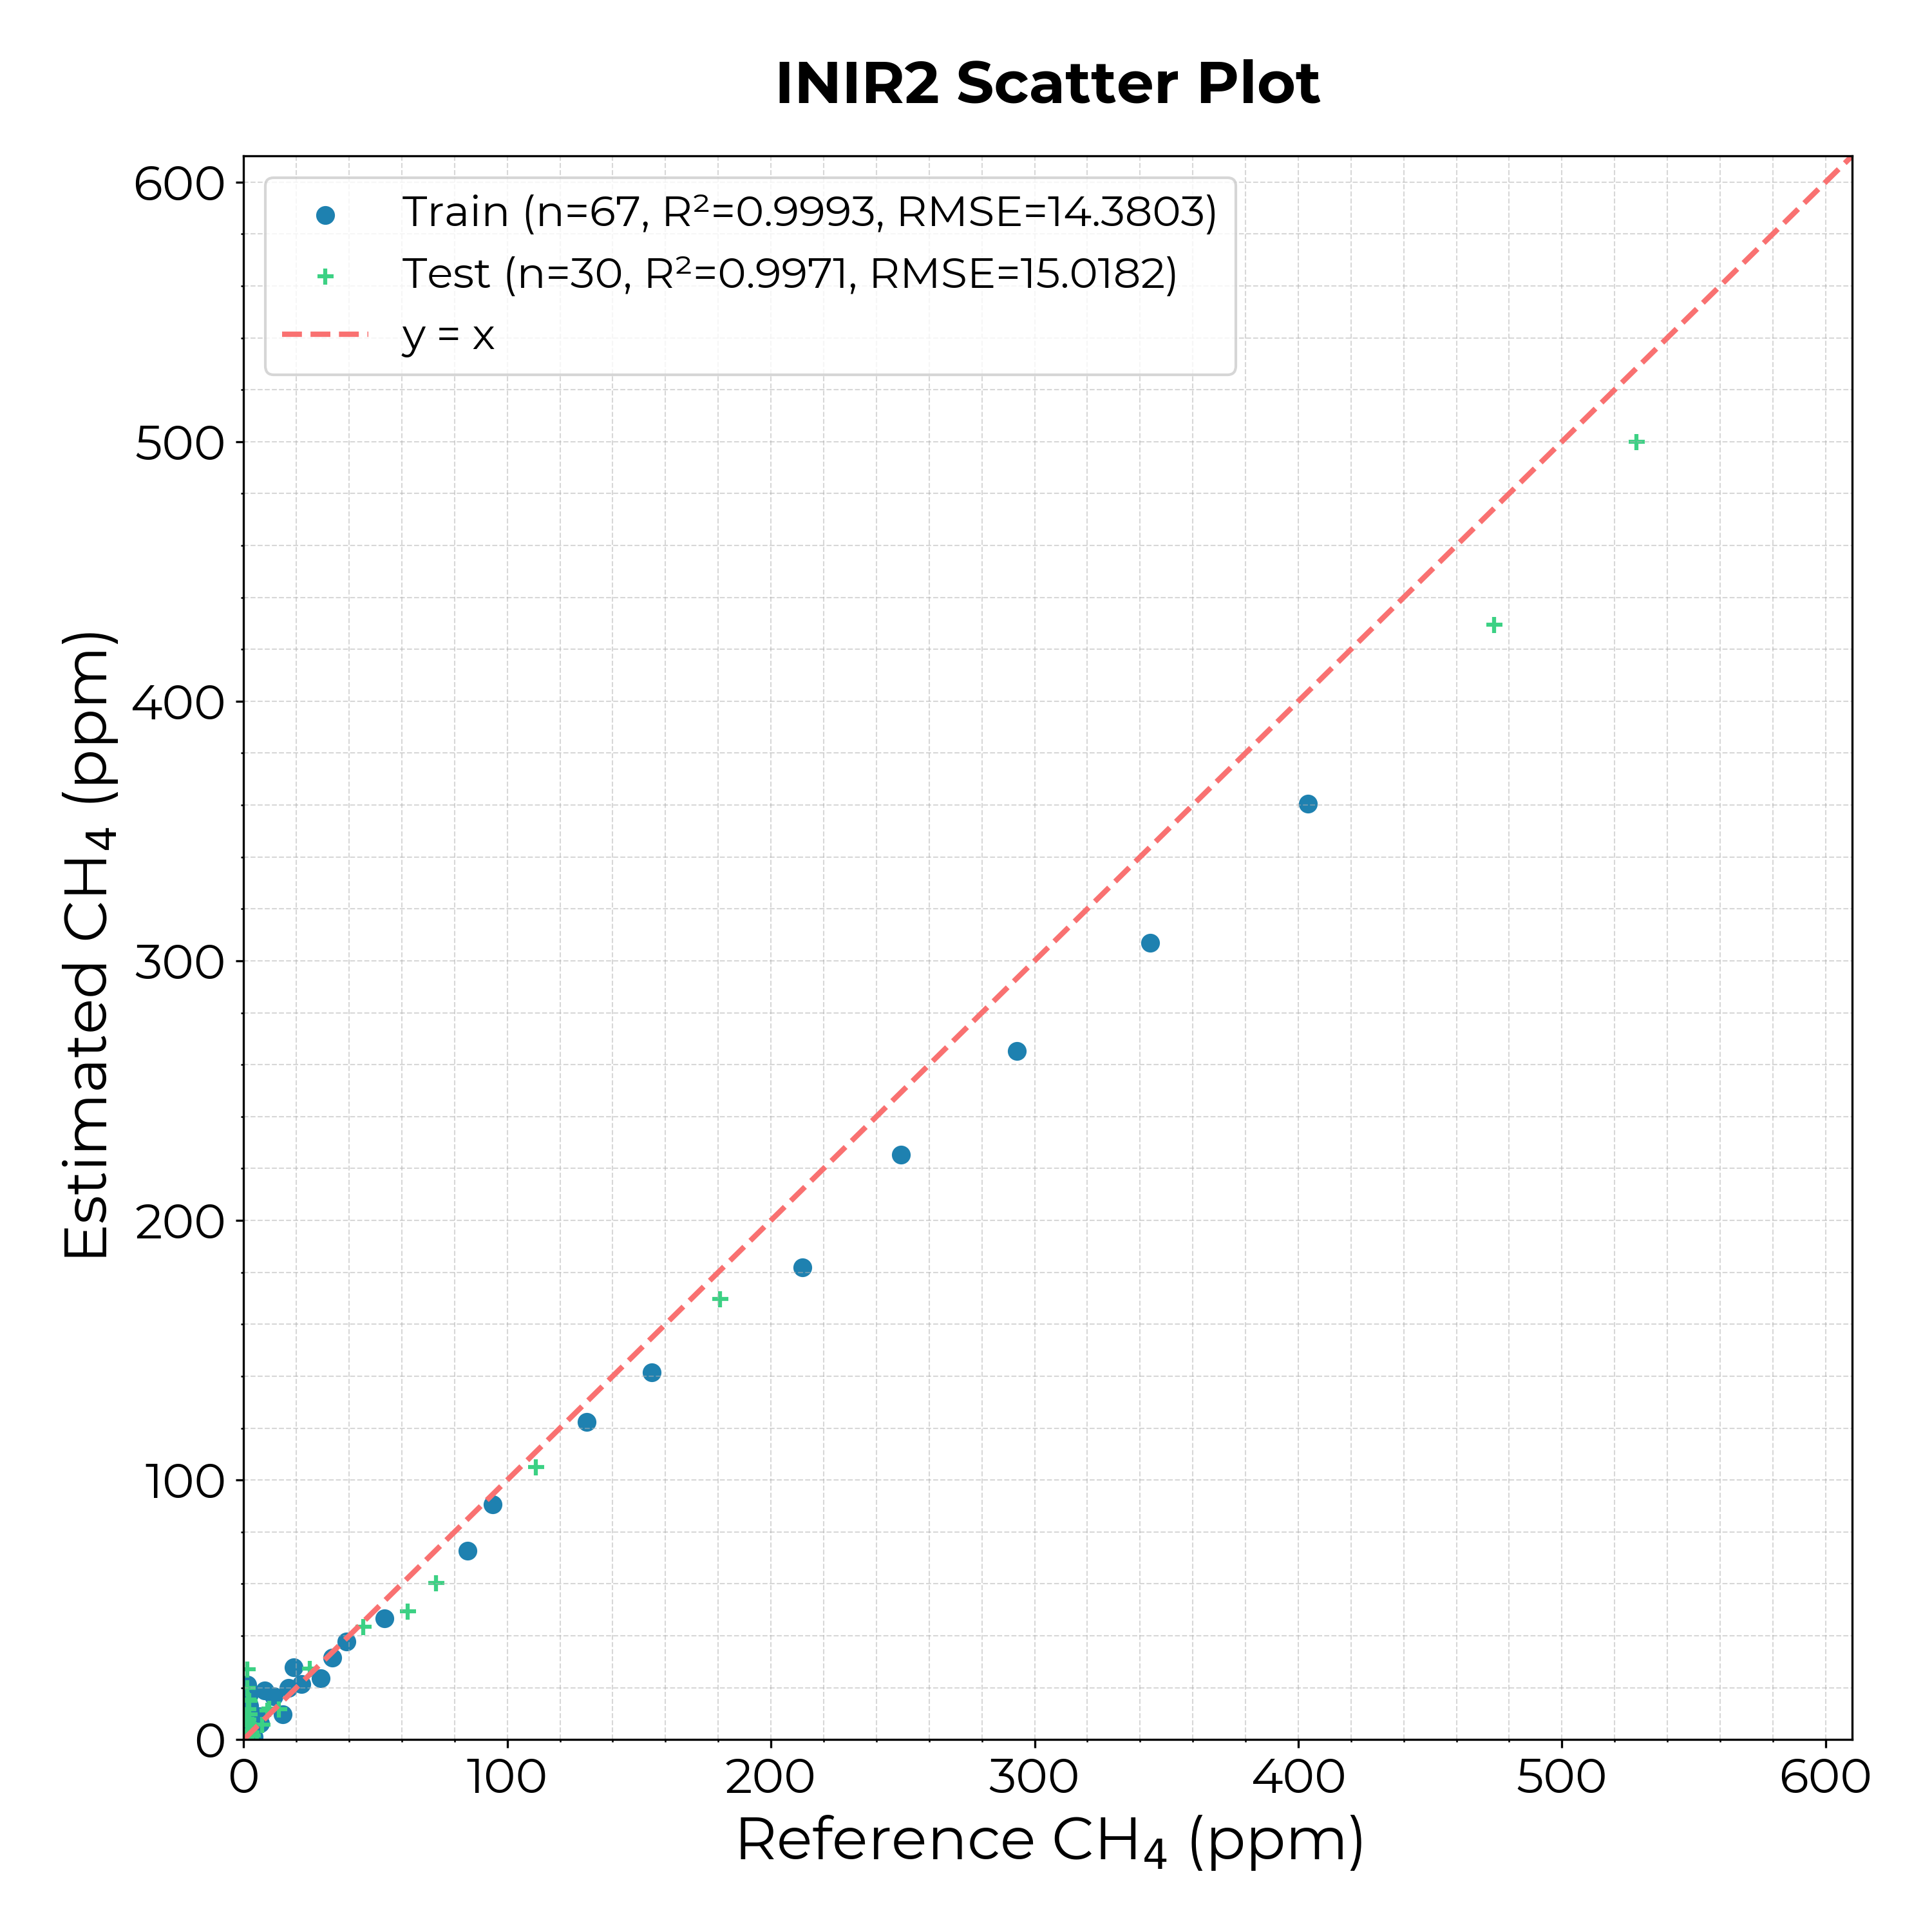 INIR2 Scatter Plot
Train (n=67, R²=0.9993, RMSE=14.3803)
Test (n=30, R²=0.9971, RMSE=15.0182)
y = x
Estimated CH₄ (ppm)
600
500
400
300
200
100
0
0 100 200 300 400 500 600
Reference CH₄ (ppm)